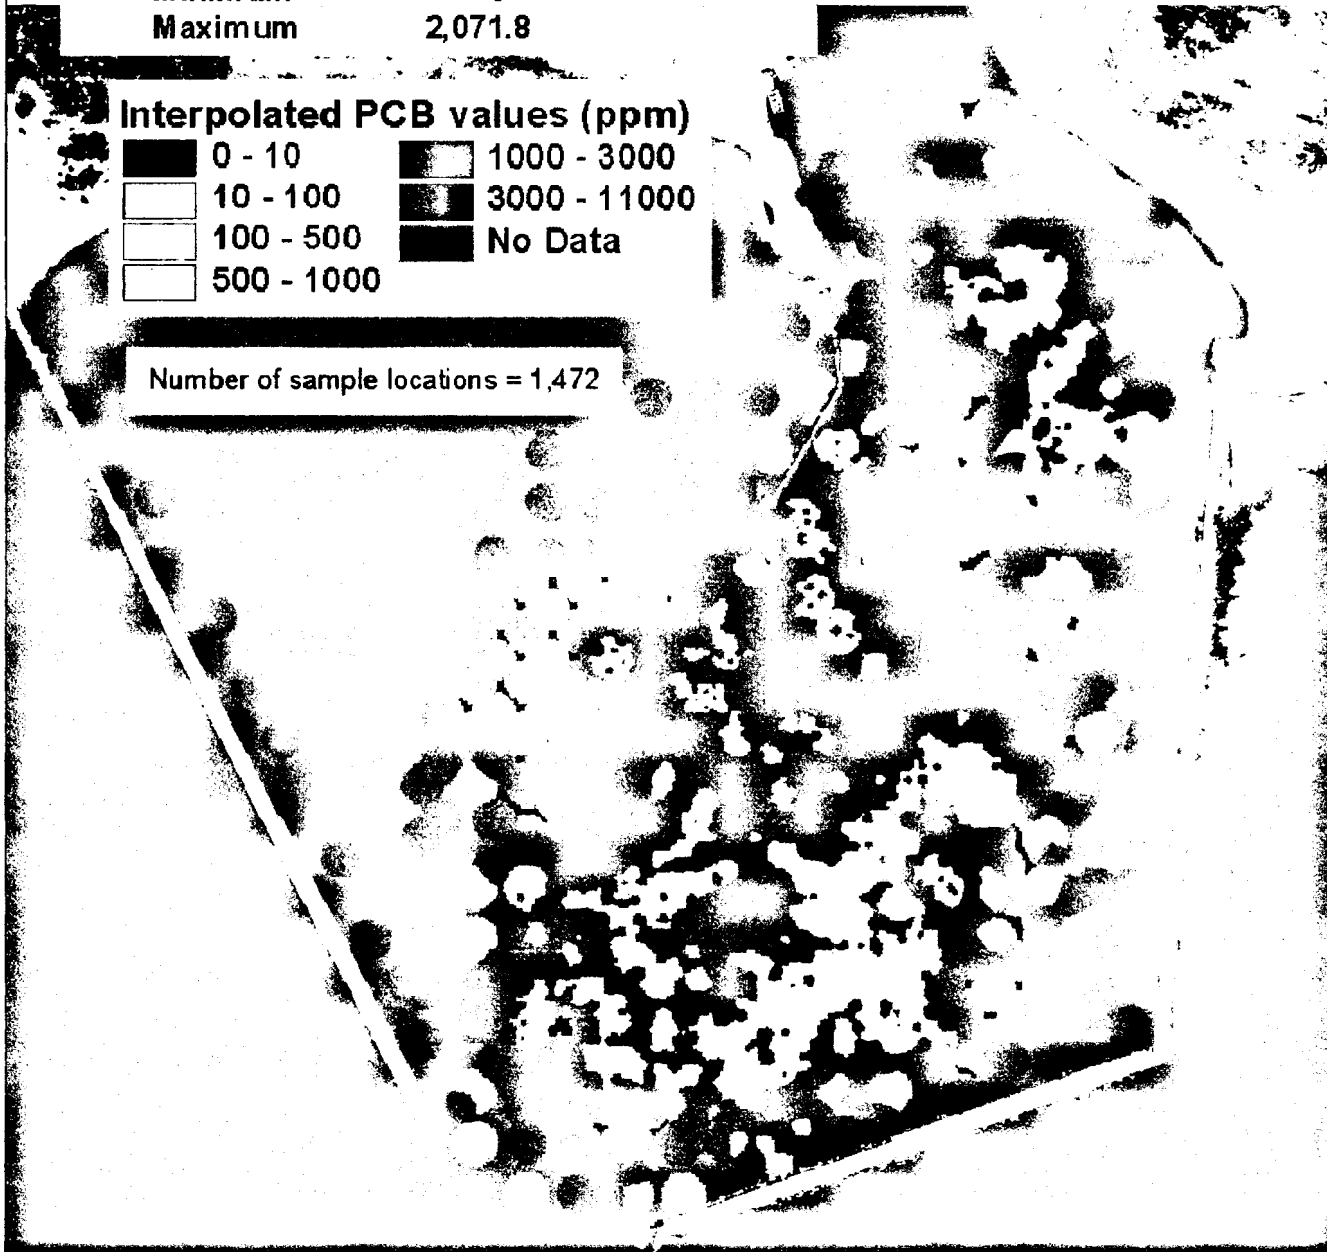 Maximum 2,071.8
Interpolated PCB values (ppm)
0 - 10 1000 - 3000
10 - 100 3000 - 11000
100 - 500 No Data
500 - 1000
Number of sample locations = 1,472